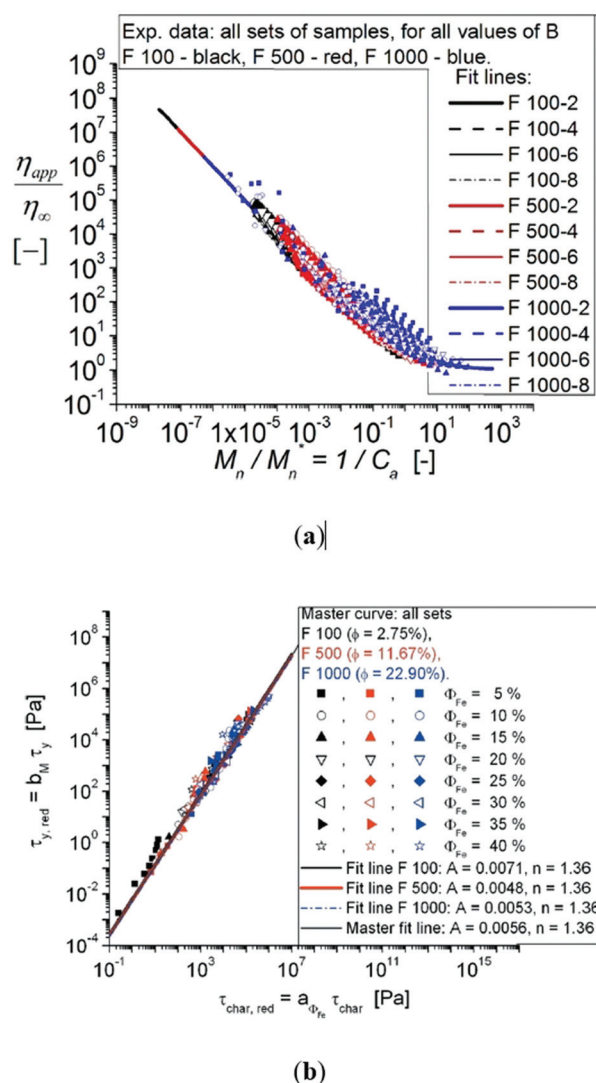 Exp. data: all sets of samples, for all values of B
F 100 - black, F 500 - red, F 1000 - blue.
Fit lines:
F 100-2
F 100-4
F 100-6
F 100-8
F 500-2
F 500-4
F 500-6
F 500-8
F 1000-2
F 1000-4
F 1000-6
F 1000-8
η_app / η_∞ [−]
10^9
10^8
10^7
10^6
10^5
10^4
10^3
10^2
10^1
10^0
10^-1
10^-9 10^-7 1x10^-5 10^-3 10^-1 10^1 10^3
M_n / M_n^* = 1 / C_a [-]
(a)
Master curve: all sets
F 100 (ϕ = 2.75%),
F 500 (ϕ = 11.67%),
F 1000 (ϕ = 22.90%).
■ , ■ , ■ Φ_Fe = 5 %
○ , ○ , ○ Φ_Fe = 10 %
▲ , ▲ , ▲ Φ_Fe = 15 %
▽ , ▽ , ▽ Φ_Fe = 20 %
◆ , ◆ , ◆ Φ_Fe = 25 %
◁ , ◁ , ◁ Φ_Fe = 30 %
▶ , ▶ , ▶ Φ_Fe = 35 %
☆ , ☆ , ☆ Φ_Fe = 40 %
Fit line F 100: A = 0.0071, n = 1.36
Fit line F 500: A = 0.0048, n = 1.36
Fit line F 1000: A = 0.0053, n = 1.36
Master fit line: A = 0.0056, n = 1.36
τ_y, red = b_M τ_y [Pa]
10^8
10^6
10^4
10^2
10^0
10^-2
10^-4
10^-1 10^3 10^7 10^11 10^15
τ_char, red = a_Φ_Fe τ_char [Pa]
(b)